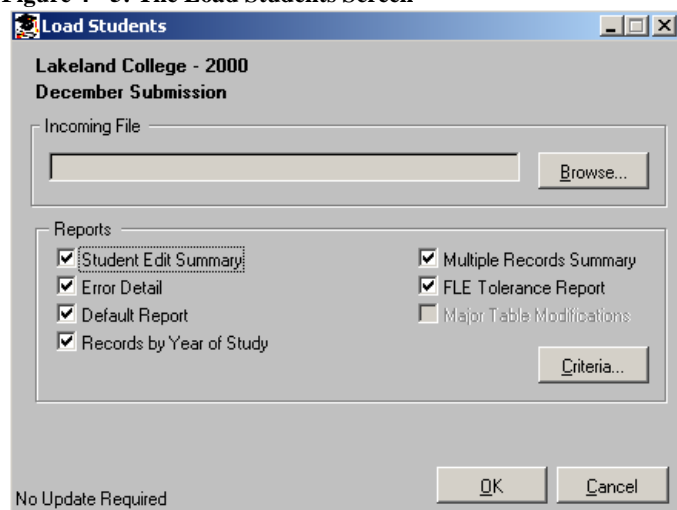 Figure 4 - 5: The Load Students Screen
Load Students
Lakeland College - 2000
December Submission
Incoming File
Browse...
Reports
Student Edit Summary
Error Detail
Default Report
Records by Year of Study
Multiple Records Summary
FLE Tolerance Report
Major Table Modifications
Criteria...
No Update Required
OK
Cancel